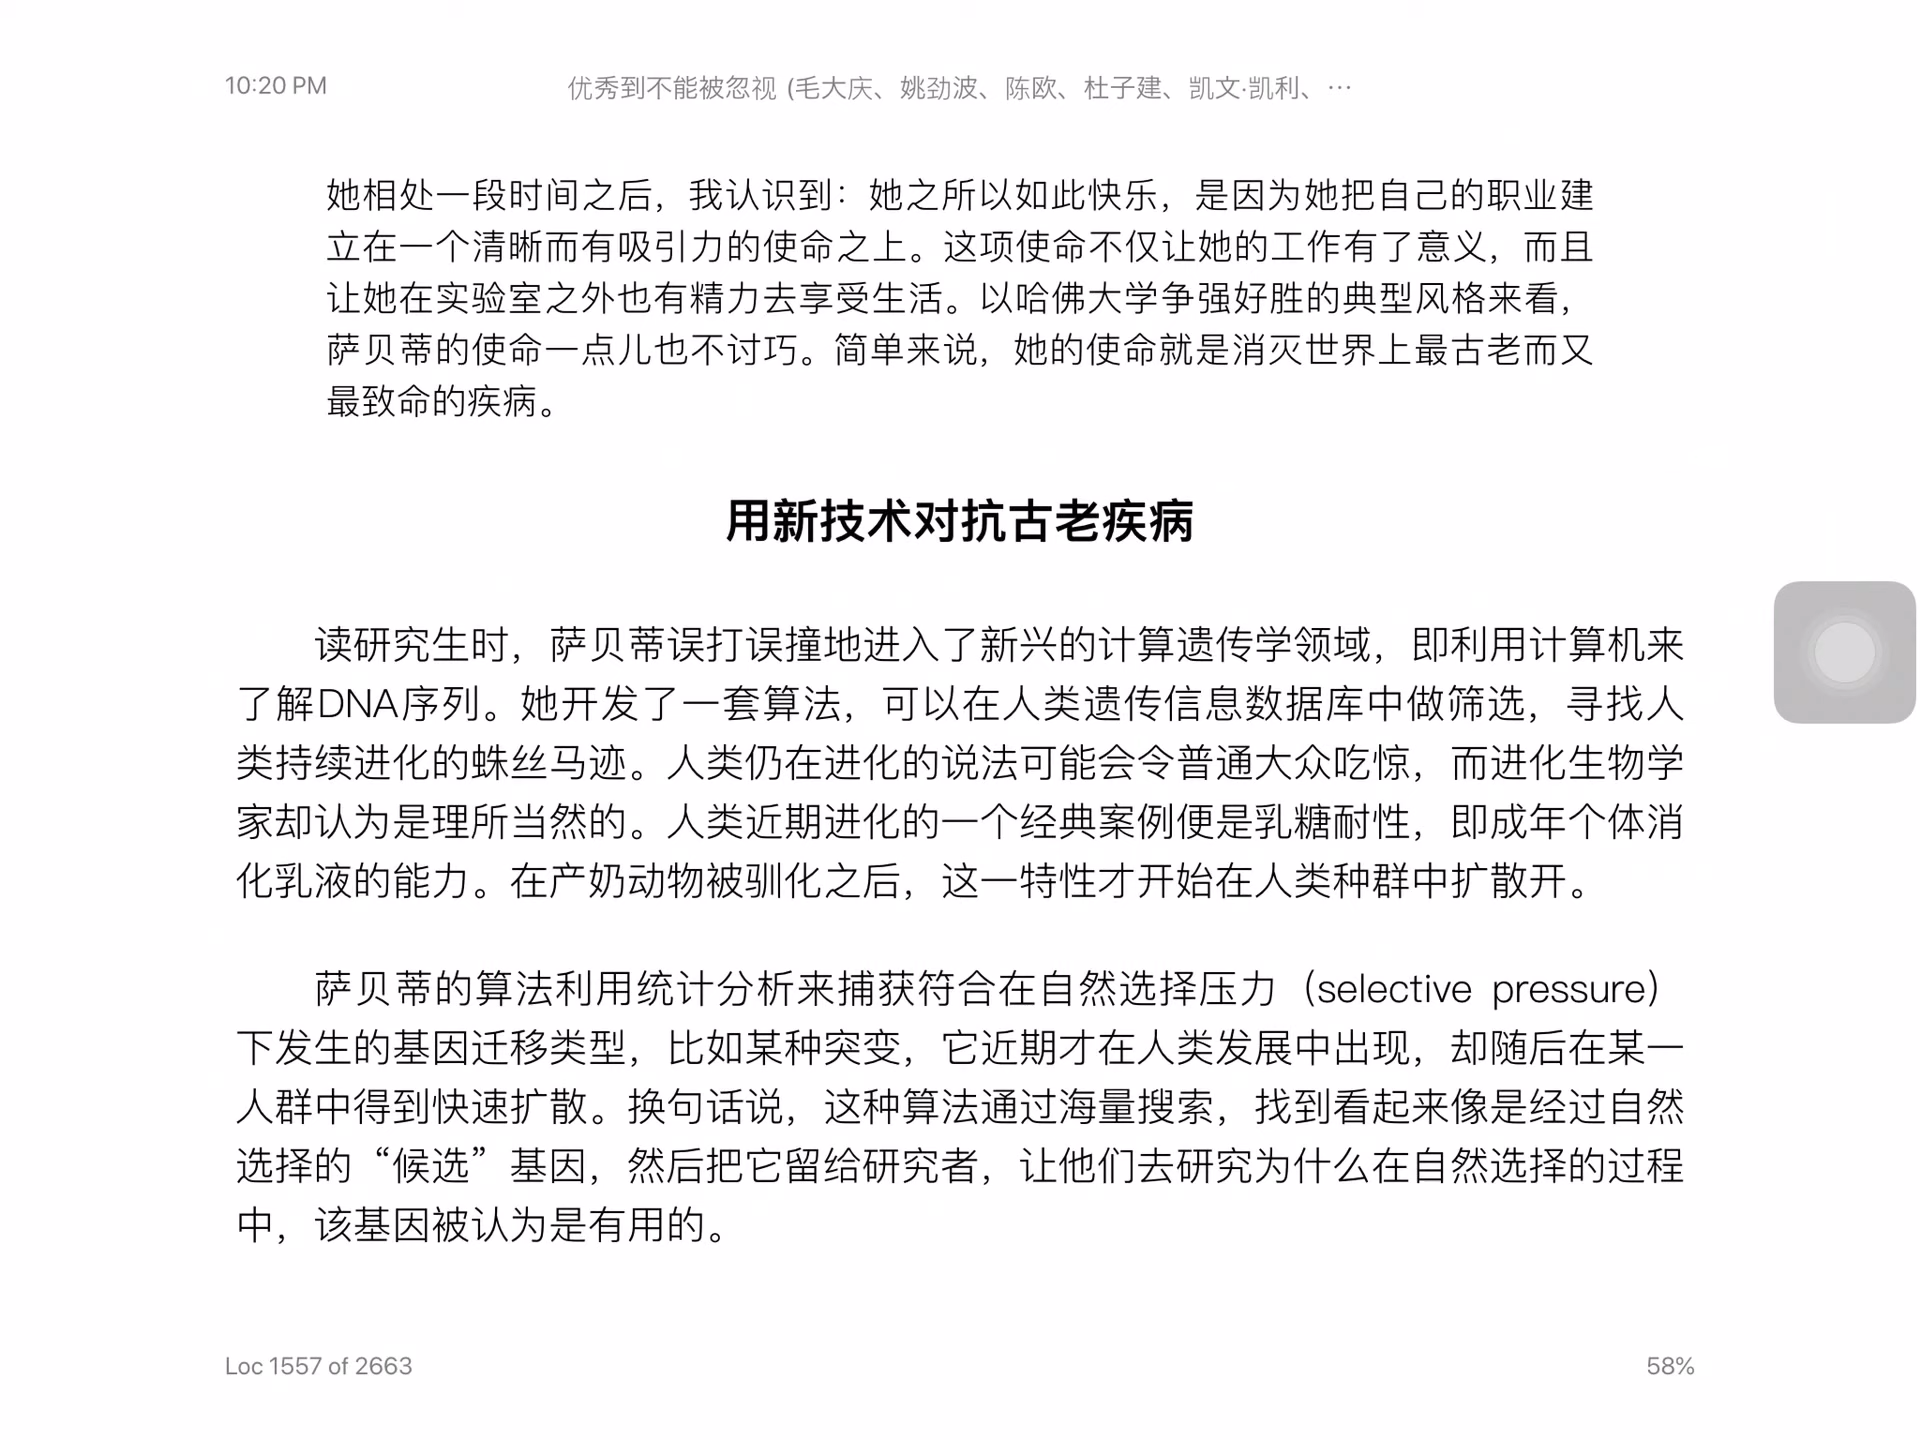 10:20 PM
优秀到不能被忽视 (毛大庆、姚劲波、陈欧、杜子建、凯文·凯利、…
她相处一段时间之后，我认识到：她之所以如此快乐，是因为她把自己的职业建
立在一个清晰而有吸引力的使命之上。这项使命不仅让她的工作有了意义，而且
让她在实验室之外也有精力去享受生活。以哈佛大学争强好胜的典型风格来看，
萨贝蒂的使命一点儿也不讨巧。简单来说，她的使命就是消灭世界上最古老而又
最致命的疾病。
用新技术对抗古老疾病
读研究生时，萨贝蒂误打误撞地进入了新兴的计算遗传学领域，即利用计算机来
了解DNA序列。她开发了一套算法，可以在人类遗传信息数据库中做筛选，寻找人
类持续进化的蛛丝马迹。人类仍在进化的说法可能会令普通大众吃惊，而进化生物学
家却认为是理所当然的。人类近期进化的一个经典案例便是乳糖耐性，即成年个体消
化乳液的能力。在产奶动物被驯化之后，这一特性才开始在人类种群中扩散开。
萨贝蒂的算法利用统计分析来捕获符合在自然选择压力（selective pressure）
下发生的基因迁移类型，比如某种突变，它近期才在人类发展中出现，却随后在某一
人群中得到快速扩散。换句话说，这种算法通过海量搜索，找到看起来像是经过自然
选择的“候选”基因，然后把它留给研究者，让他们去研究为什么在自然选择的过程
中，该基因被认为是有用的。
Loc 1557 of 2663
58%